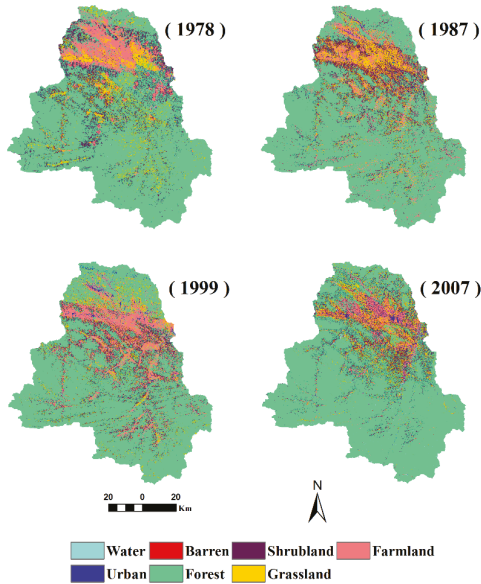 ( 1978 ) ( 1987 )
( 1999 ) ( 2007 )
20 0 20
Km
N
Water Barren Shrubland Farmland
Urban Forest Grassland